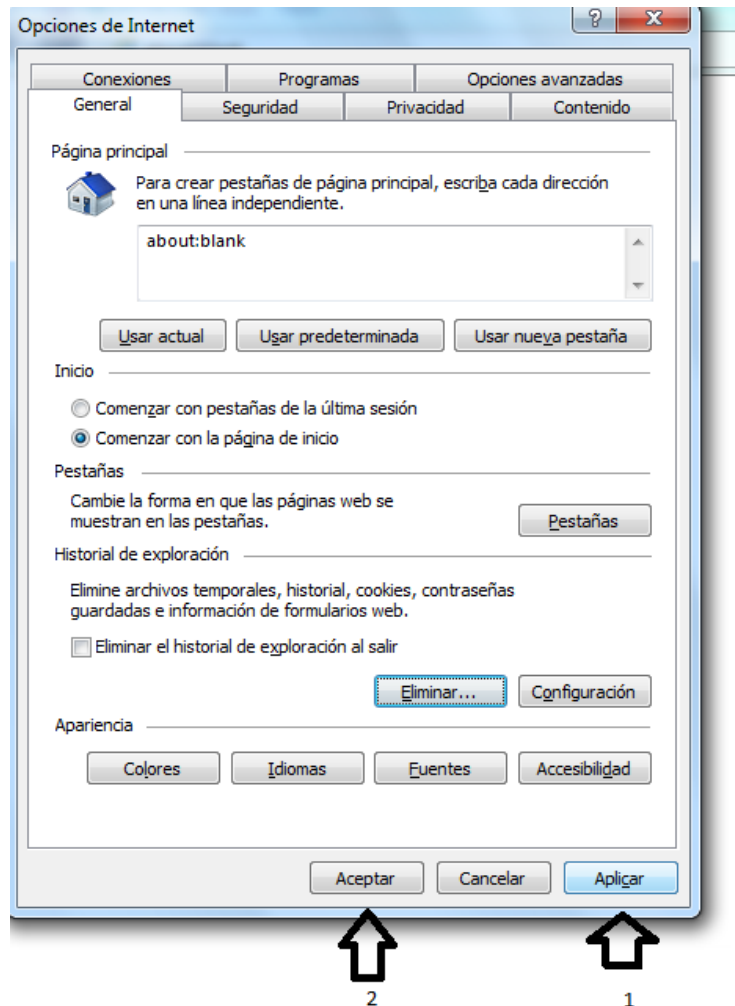 Opciones de Internet
Conexiones
Programas
Opciones avanzadas
General
Seguridad
Privacidad
Contenido
Página principal
Para crear pestañas de página principal, escriba cada dirección
en una línea independiente.
about:blank
Usar actual
Usar predeterminada
Usar nueva pestaña
Inicio
Comenzar con pestañas de la última sesión
Comenzar con la página de inicio
Pestañas
Cambie la forma en que las páginas web se
muestran en las pestañas.
Pestañas
Historial de exploración
Elimine archivos temporales, historial, cookies, contraseñas
guardadas e información de formularios web.
Eliminar el historial de exploración al salir
Eliminar...
Configuración
Apariencia
Colores
Idiomas
Fuentes
Accesibilidad
Aceptar
Cancelar
Aplicar
2
1